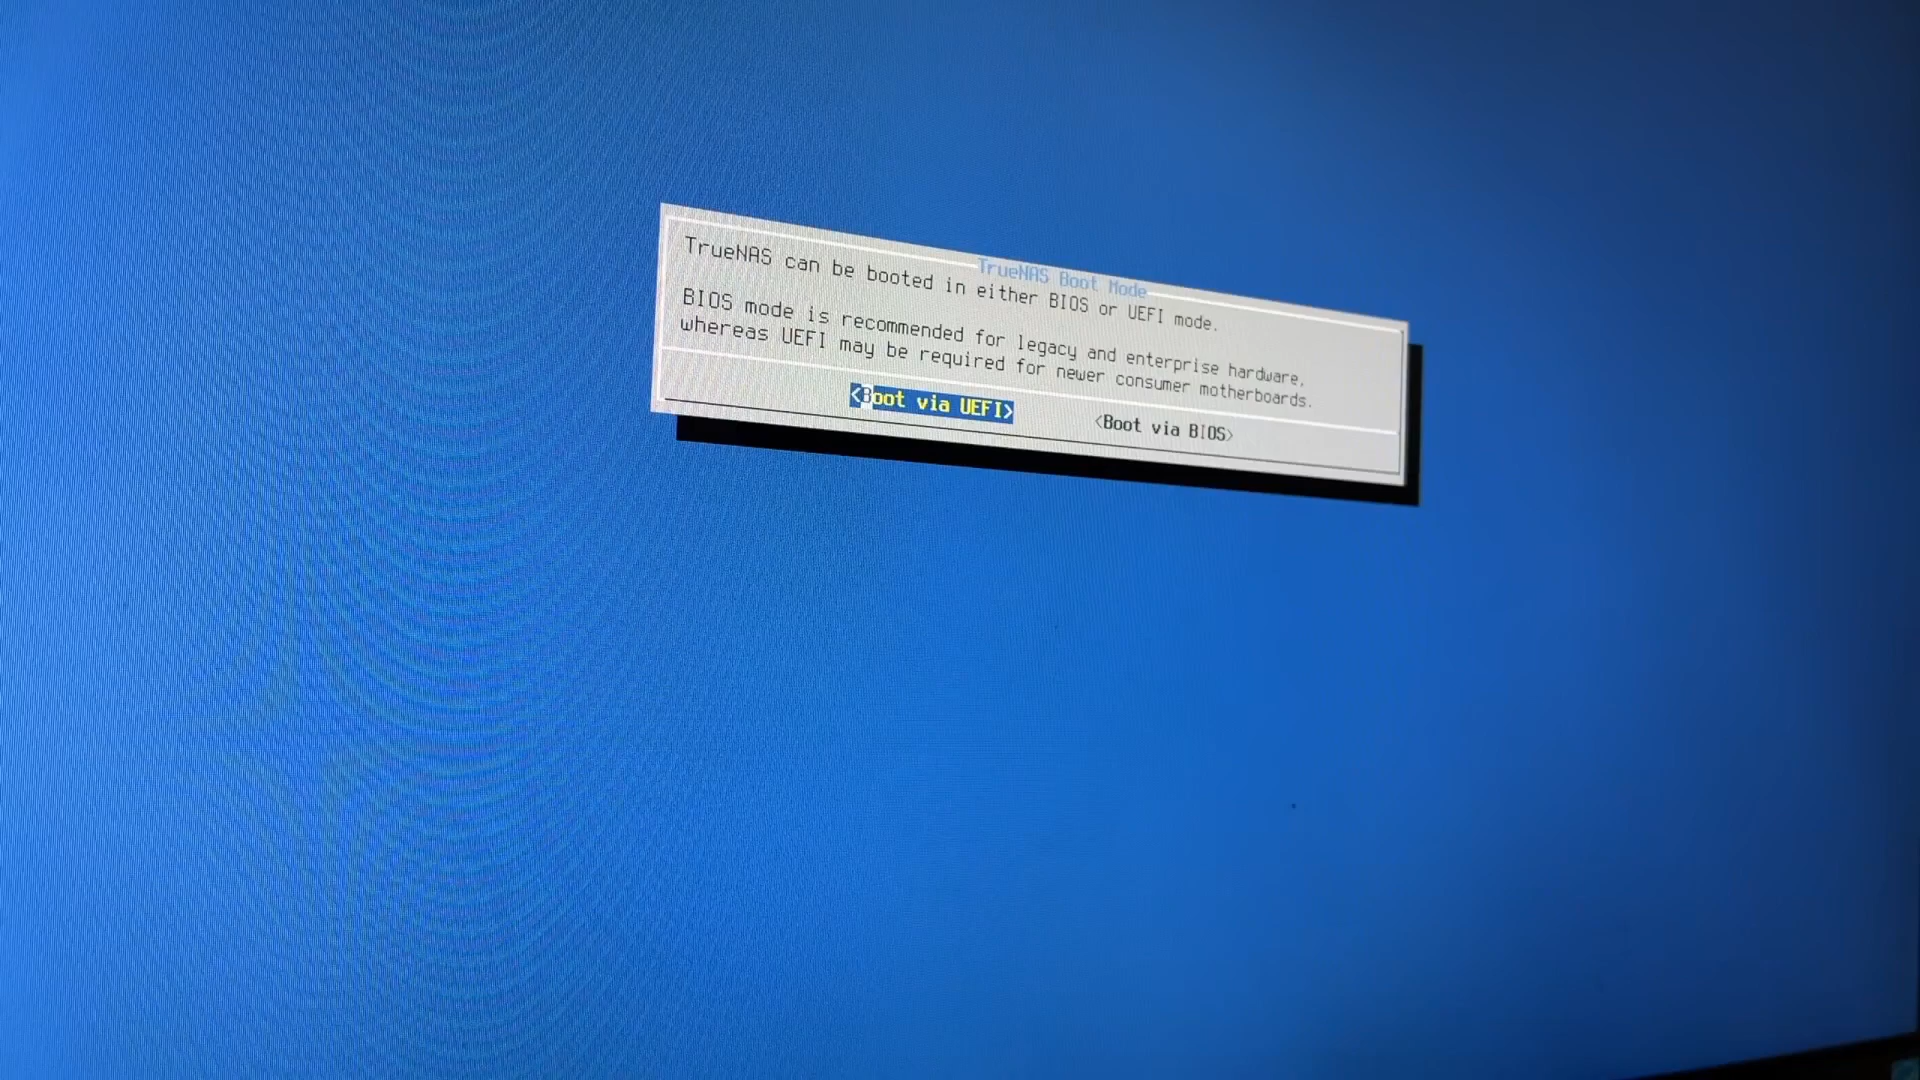 TrueNAS Boot Mode
TrueNAS can be booted in either BIOS or UEFI mode.
BIOS mode is recommended for legacy and enterprise hardware,
whereas UEFI may be required for newer consumer motherboards.
<Boot via UEFI> <Boot via BIOS>